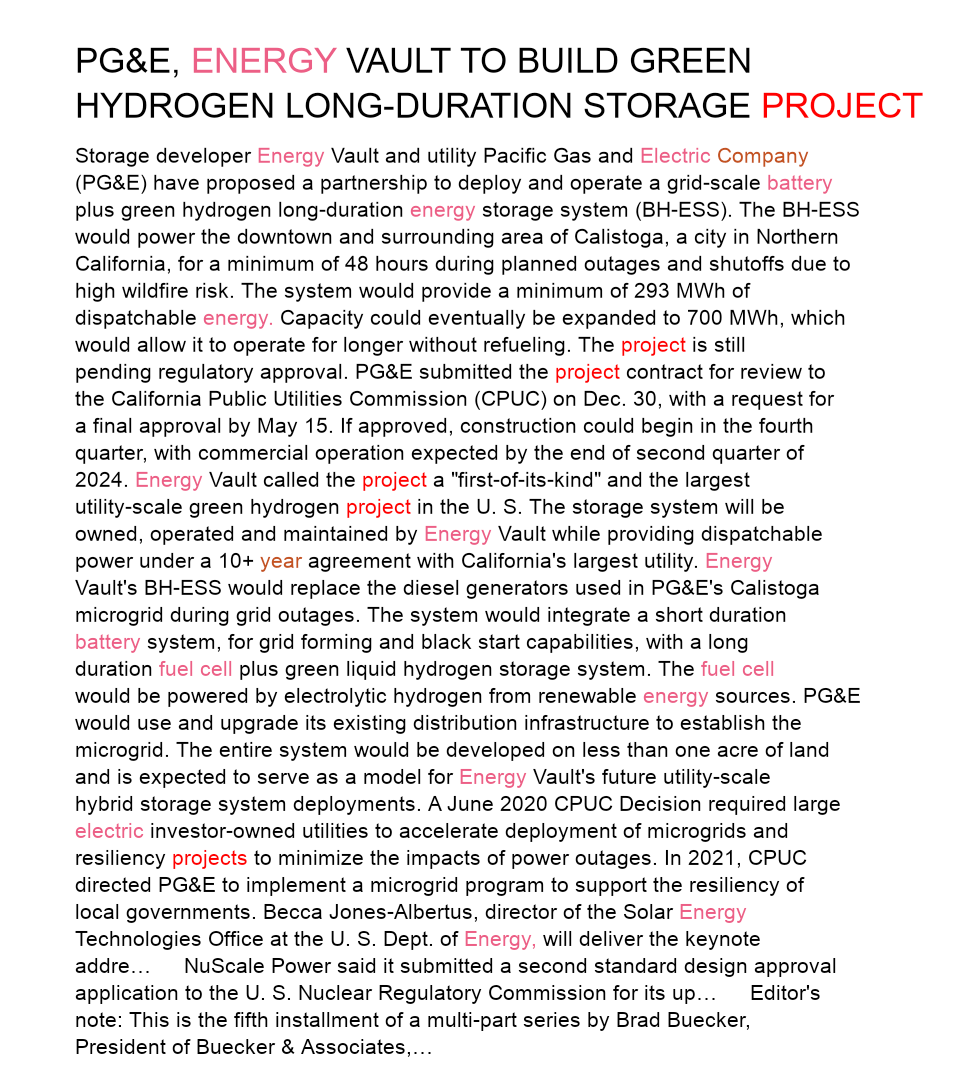 PG&E, ENERGY VAULT TO BUILD GREEN
HYDROGEN LONG-DURATION STORAGE PROJECT
Storage developer Energy Vault and utility Pacific Gas and Electric Company
(PG&E) have proposed a partnership to deploy and operate a grid-scale battery
plus green hydrogen long-duration energy storage system (BH-ESS). The BH-ESS
would power the downtown and surrounding area of Calistoga, a city in Northern
California, for a minimum of 48 hours during planned outages and shutoffs due to
high wildfire risk. The system would provide a minimum of 293 MWh of
dispatchable energy. Capacity could eventually be expanded to 700 MWh, which
would allow it to operate for longer without refueling. The project is still
pending regulatory approval. PG&E submitted the project contract for review to
the California Public Utilities Commission (CPUC) on Dec. 30, with a request for
a final approval by May 15. If approved, construction could begin in the fourth
quarter, with commercial operation expected by the end of second quarter of
2024. Energy Vault called the project a "first-of-its-kind" and the largest
utility-scale green hydrogen project in the U. S. The storage system will be
owned, operated and maintained by Energy Vault while providing dispatchable
power under a 10+ year agreement with California's largest utility. Energy
Vault's BH-ESS would replace the diesel generators used in PG&E's Calistoga
microgrid during grid outages. The system would integrate a short duration
battery system, for grid forming and black start capabilities, with a long
duration fuel cell plus green liquid hydrogen storage system. The fuel cell
would be powered by electrolytic hydrogen from renewable energy sources. PG&E
would use and upgrade its existing distribution infrastructure to establish the
microgrid. The entire system would be developed on less than one acre of land
and is expected to serve as a model for Energy Vault's future utility-scale
hybrid storage system deployments. A June 2020 CPUC Decision required large
electric investor-owned utilities to accelerate deployment of microgrids and
resiliency projects to minimize the impacts of power outages. In 2021, CPUC
directed PG&E to implement a microgrid program to support the resiliency of
local governments. Becca Jones-Albertus, director of the Solar Energy
Technologies Office at the U. S. Dept. of Energy, will deliver the keynote
addre… NuScale Power said it submitted a second standard design approval
application to the U. S. Nuclear Regulatory Commission for its up… Editor's
note: This is the fifth installment of a multi-part series by Brad Buecker,
President of Buecker & Associates,…